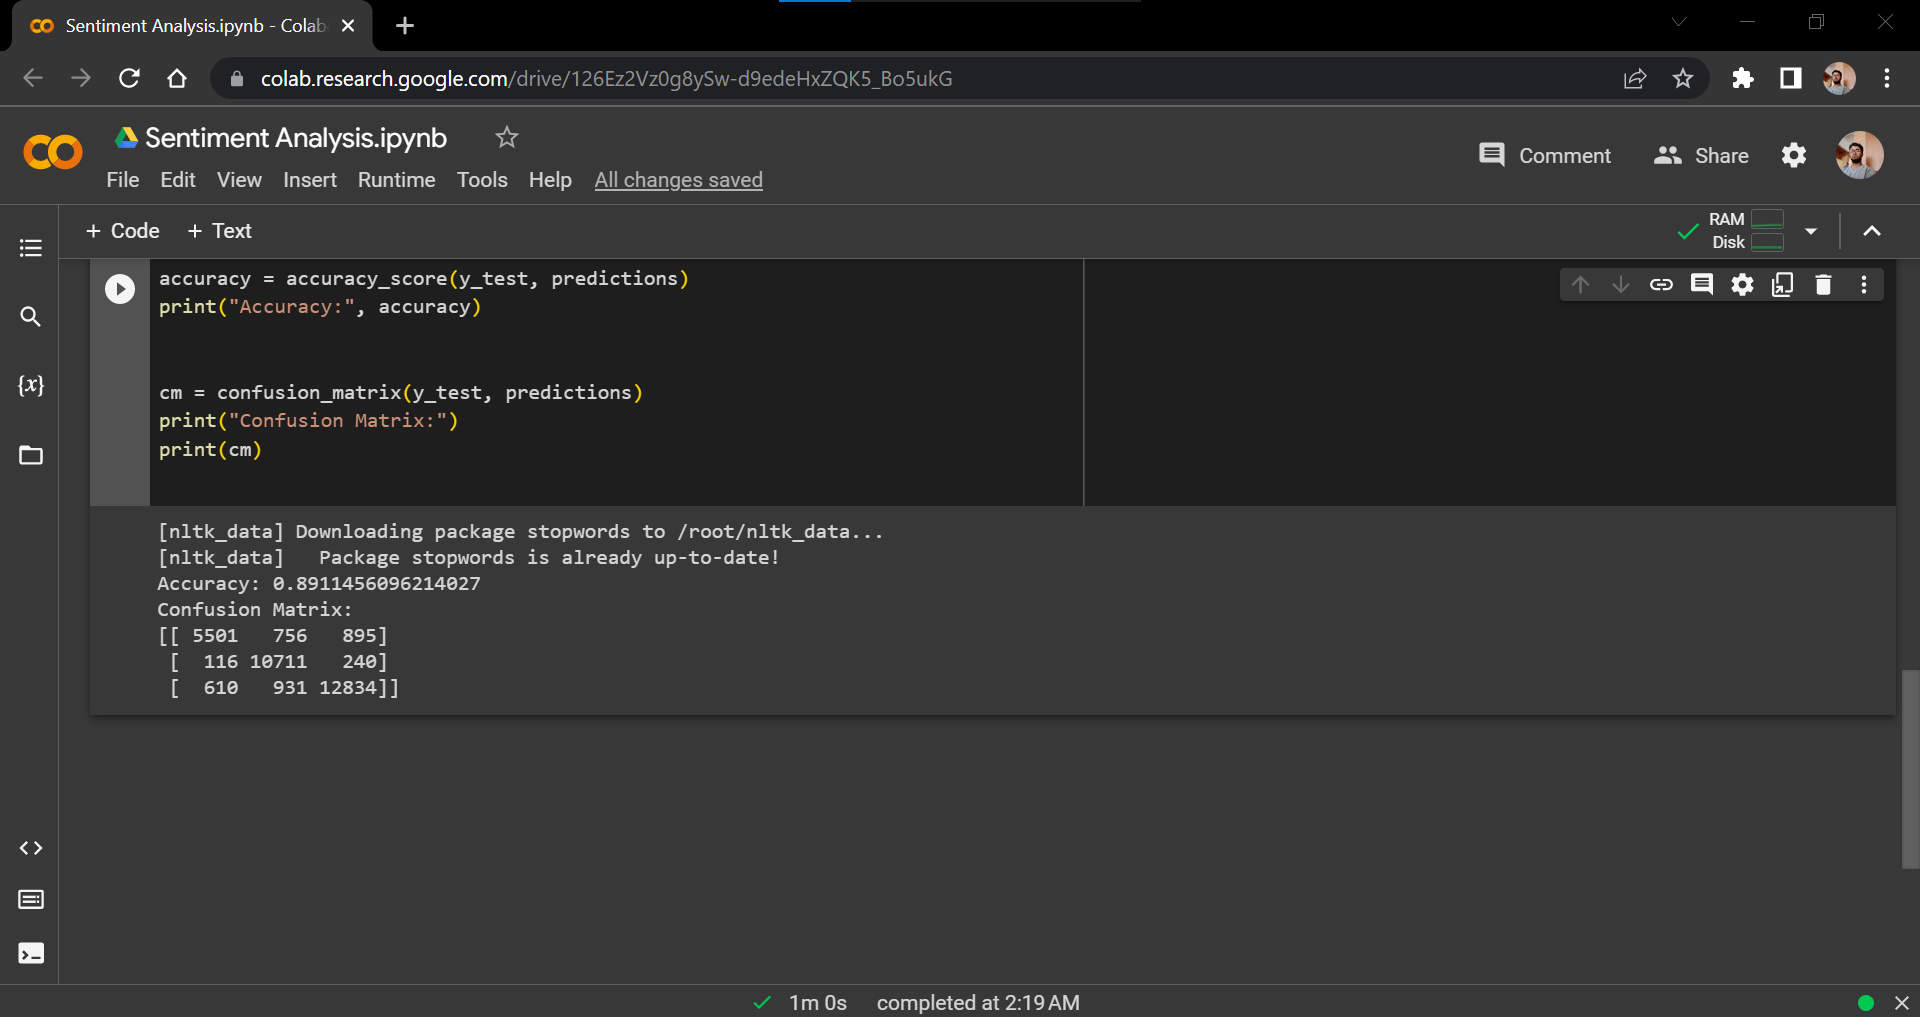 Sentiment Analysis.ipynb - Colab
colab.research.google.com/drive/126Ez2Vz0g8ySw-d9edeHxZQK5_Bo5ukG
Sentiment Analysis.ipynb
Comment Share
File Edit View Insert Runtime Tools Help All changes saved
+ Code + Text
RAM
Disk
accuracy = accuracy_score(y_test, predictions)
print("Accuracy:", accuracy)
cm = confusion_matrix(y_test, predictions)
print("Confusion Matrix:")
print(cm)
[nltk_data] Downloading package stopwords to /root/nltk_data...
[nltk_data]   Package stopwords is already up-to-date!
Accuracy: 0.8911456096214027
Confusion Matrix:
[[ 5501   756   895]
 [  116 10711   240]
 [  610   931 12834]]
1m 0s completed at 2:19 AM